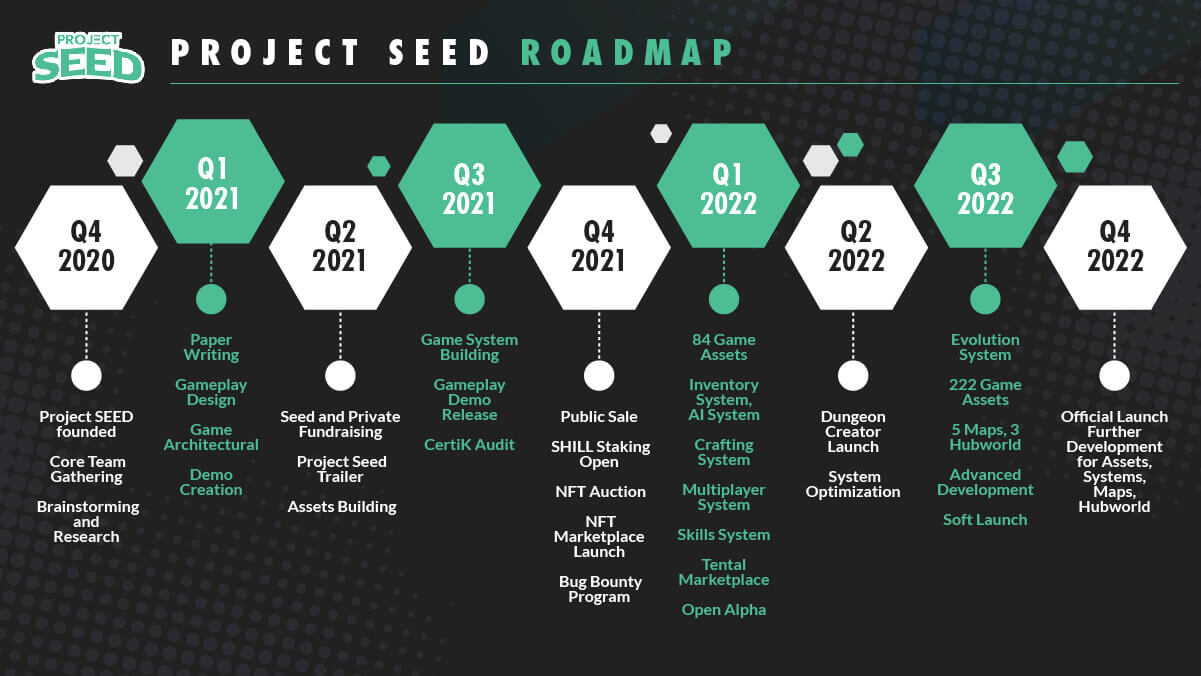 PROJECT
SEED
PROJECT SEED ROADMAP
Q4
2020
Project SEED
founded
Core Team
Gathering
Brainstorming
and
Research
Q1
2021
Paper
Writing
Gameplay
Design
Game
Architectural
Demo
Creation
Q2
2021
Seed and Private
Fundraising
Project Seed
Trailer
Assets Building
Q3
2021
Game System
Building
Gameplay
Demo
Release
CertiK Audit
Q4
2021
Public Sale
SHILL Staking
Open
NFT Auction
NFT
Marketplace
Launch
Bug Bounty
Program
Q1
2022
84 Game
Assets
Inventory
System,
AI System
Crafting
System
Multiplayer
System
Skills System
Tental
Marketplace
Open Alpha
Q2
2022
Dungeon
Creator
Launch
System
Optimization
Q3
2022
Evolution
System
222 Game
Assets
5 Maps, 3
Hubworld
Advanced
Development
Soft Launch
Q4
2022
Official Launch
Further
Development
for Assets,
Systems,
Maps,
Hubworld